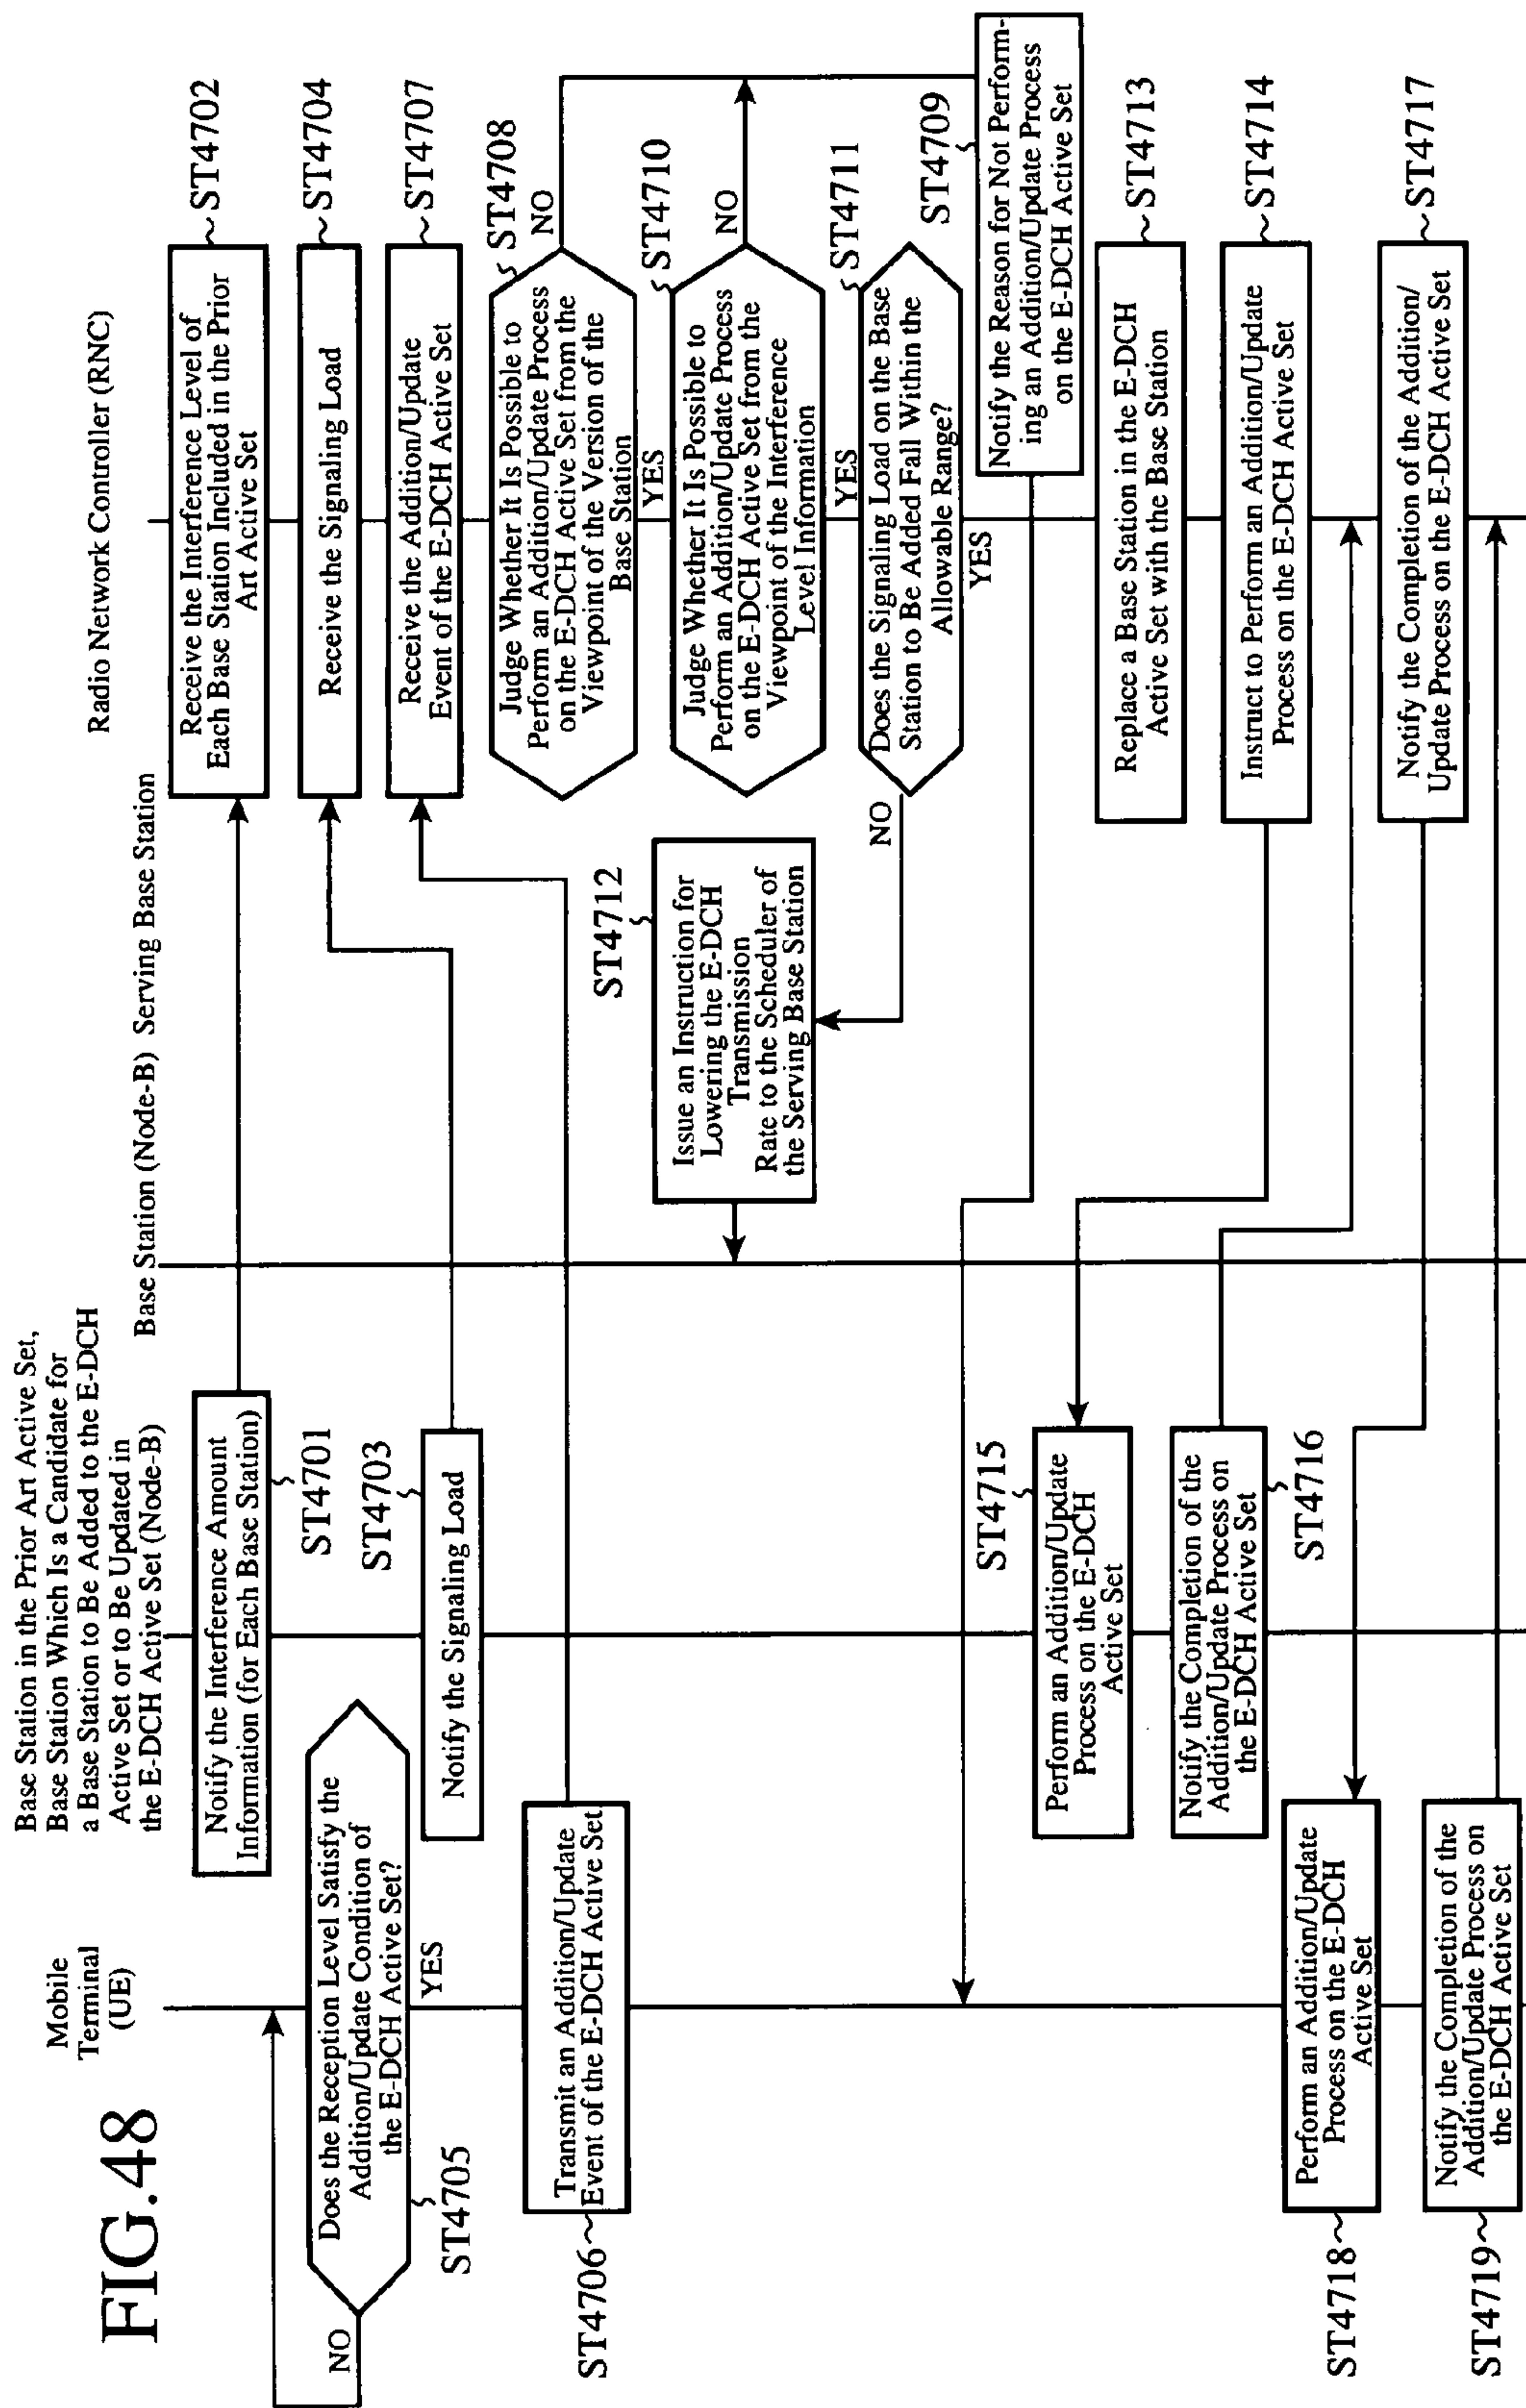 FIG.48
Mobile
Terminal
(UE)
Base Station in the Prior Art Active Set,
Base Station Which Is a Candidate for
a Base Station to Be Added to the E-DCH
Active Set or to Be Updated in
the E-DCH Active Set (Node-B)
Base Station (Node-B) Serving Base Station
Radio Network Controller (RNC)
Notify the Interference Amount
Information (for Each Base Station)
ST4701
Receive the Interference Level of
Each Base Station Included in the Prior
Art Active Set
ST4702
ST4703
Notify the Signaling Load
Receive the Signaling Load
ST4704
NO
Does the Reception Level Satisfy the
Addition/Update Condition of
the E-DCH Active Set?
ST4705
YES
Transmit an Addition/Update
Event of the E-DCH Active Set
ST4706
Receive the Addition/Update
Event of the E-DCH Active Set
ST4707
Judge Whether It Is Possible to
Perform an Addition/Update Process
on the E-DCH Active Set from the
Viewpoint of the Version of the
Base Station
ST4708
NO
YES
Judge Whether It Is Possible to
Perform an Addition/Update Process
on the E-DCH Active Set from the
Viewpoint of the Interference
Level Information
ST4710
NO
YES
Does the Signaling Load on the Base
Station to Be Added Fall Within the
Allowable Range?
ST4711
NO
YES
ST4712
Issue an Instruction for
Lowering the E-DCH
Transmission
Rate to the Scheduler of
the Serving Base Station
ST4709
Notify the Reason for Not Perform-
ing an Addition/Update Process
on the E-DCH Active Set
Replace a Base Station in the E-DCH
Active Set with the Base Station
ST4713
Instruct to Perform an Addition/Update
Process on the E-DCH Active Set
ST4714
ST4715
Perform an Addition/Update
Process on the E-DCH
Active Set
Notify the Completion of the
Addition/Update Process on
the E-DCH Active Set
ST4716
Notify the Completion of the Addition/
Update Process on the E-DCH Active Set
ST4717
Perform an Addition/Update
Process on the E-DCH
Active Set
ST4718
Notify the Completion of the
Addition/Update Process on
the E-DCH Active Set
ST4719